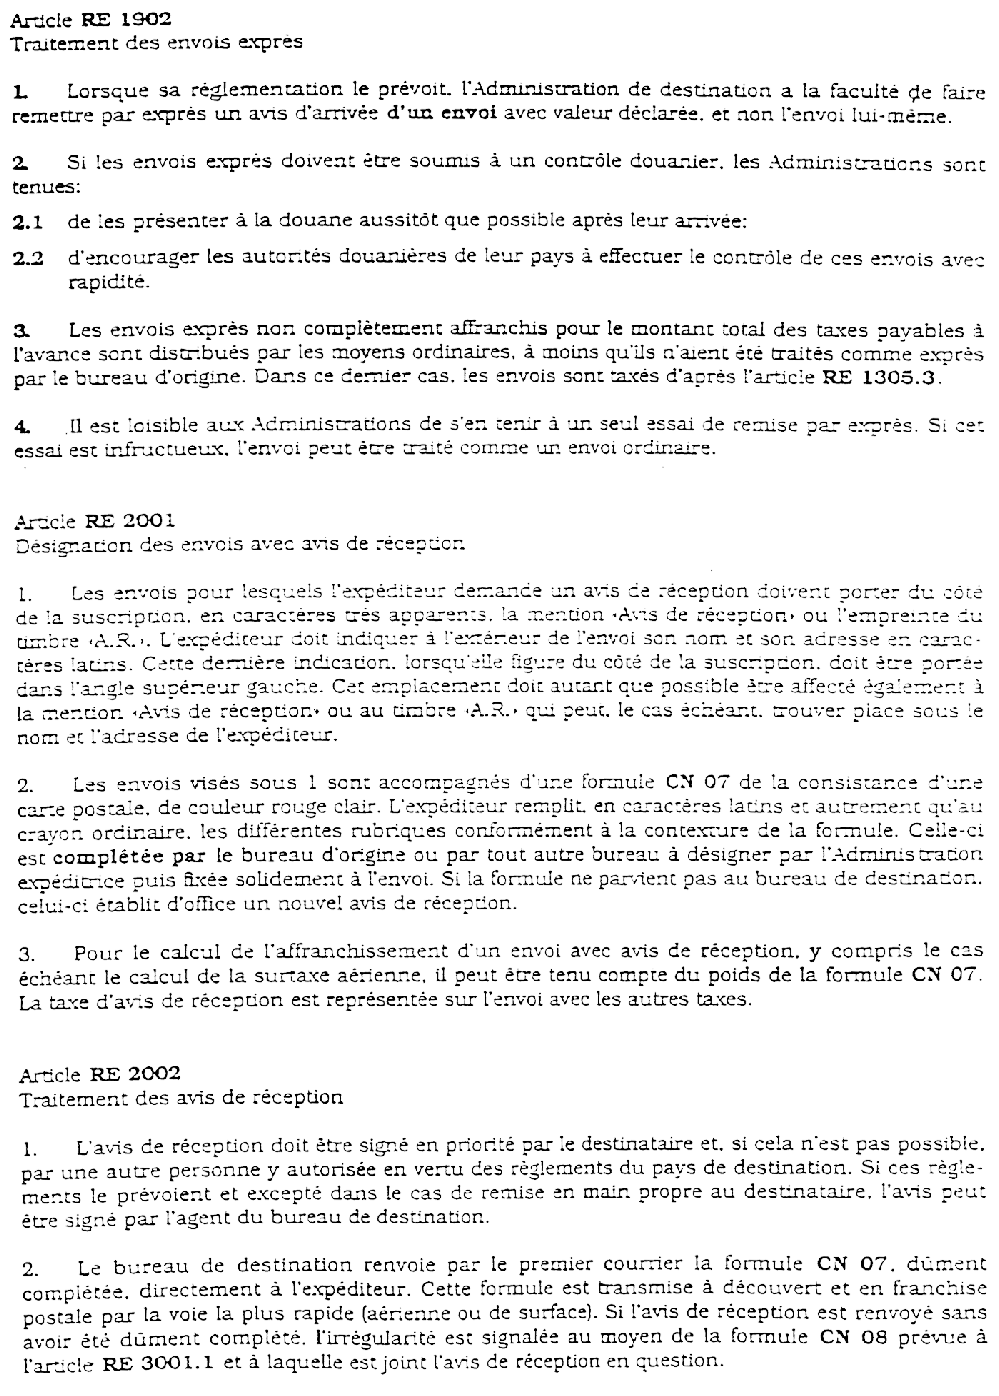 Article RE 1902
Traitement des envois exprès
1. Lorsque sa réglementation le prévoit, l'Administration de destination a la faculté de faire
remettre par exprès un avis d'arrivée d'un envoi avec valeur déclarée, et non l'envoi lui-même.
2. Si les envois exprès doivent être soumis à un contrôle douanier, les Administrations sont
tenues:
2.1 de les présenter à la douane aussitôt que possible après leur arrivée;
2.2 d'encourager les autorités douanières de leur pays à effectuer le contrôle de ces envois avec
rapidité.
3. Les envois exprès non complètement affranchis pour le montant total des taxes payables à
l'avance sont distribués par les moyens ordinaires, à moins qu'ils n'aient été traités comme exprès
par le bureau d'origine. Dans ce dernier cas, les envois sont taxés d'après l'article RE 1305.3.
4. Il est loisible aux Administrations de s'en tenir à un seul essai de remise par exprès. Si cet
essai est infructueux, l'envoi peut être traité comme un envoi ordinaire.
Article RE 2001
Désignation des envois avec avis de réception
1. Les envois pour lesquels l'expéditeur demande un avis de réception doivent porter du côté
de la suscription, en caractères très apparents, la mention «Avis de réception» ou l'empreinte du
timbre «A.R.». L'expéditeur doit indiquer à l'extérieur de l'envoi son nom et son adresse en carac-
tères latins. Cette dernière indication, lorsqu'elle figure du côté de la suscription, doit être portée
dans l'angle supérieur gauche. Cet emplacement doit autant que possible être affecté également à
la mention «Avis de réception» ou au timbre «A.R.» qui peut, le cas échéant, trouver place sous le
nom et l'adresse de l'expéditeur.
2. Les envois visés sous 1 sont accompagnés d'une formule CN 07 de la consistance d'une
carte postale, de couleur rouge clair. L'expéditeur remplit, en caractères latins et autrement qu'au
crayon ordinaire, les différentes rubriques conformément à la contexture de la formule. Celle-ci
est complétée par le bureau d'origine ou par tout autre bureau à désigner par l'Administration
expéditrice puis fixée solidement à l'envoi. Si la formule ne parvient pas au bureau de destination,
celui-ci établit d'office un nouvel avis de réception.
3. Pour le calcul de l'affranchissement d'un envoi avec avis de réception, y compris le cas
échéant le calcul de la surtaxe aérienne, il peut être tenu compte du poids de la formule CN 07.
La taxe d'avis de réception est représentée sur l'envoi avec les autres taxes.
Article RE 2002
Traitement des avis de réception
1. L'avis de réception doit être signé en priorité par le destinataire et, si cela n'est pas possible,
par une autre personne y autorisée en vertu des règlements du pays de destination. Si ces règle-
ments le prévoient et excepté dans le cas de remise en main propre au destinataire, l'avis peut
être signé par l'agent du bureau de destination.
2. Le bureau de destination renvoie par le premier courrier la formule CN 07, dûment
complétée, directement à l'expéditeur. Cette formule est transmise à découvert et en franchise
postale par la voie la plus rapide (aérienne ou de surface). Si l'avis de réception est renvoyé sans
avoir été dûment complété, l'irrégularité est signalée au moyen de la formule CN 08 prévue à
l'article RE 3001.1 et à laquelle est joint l'avis de réception en question.